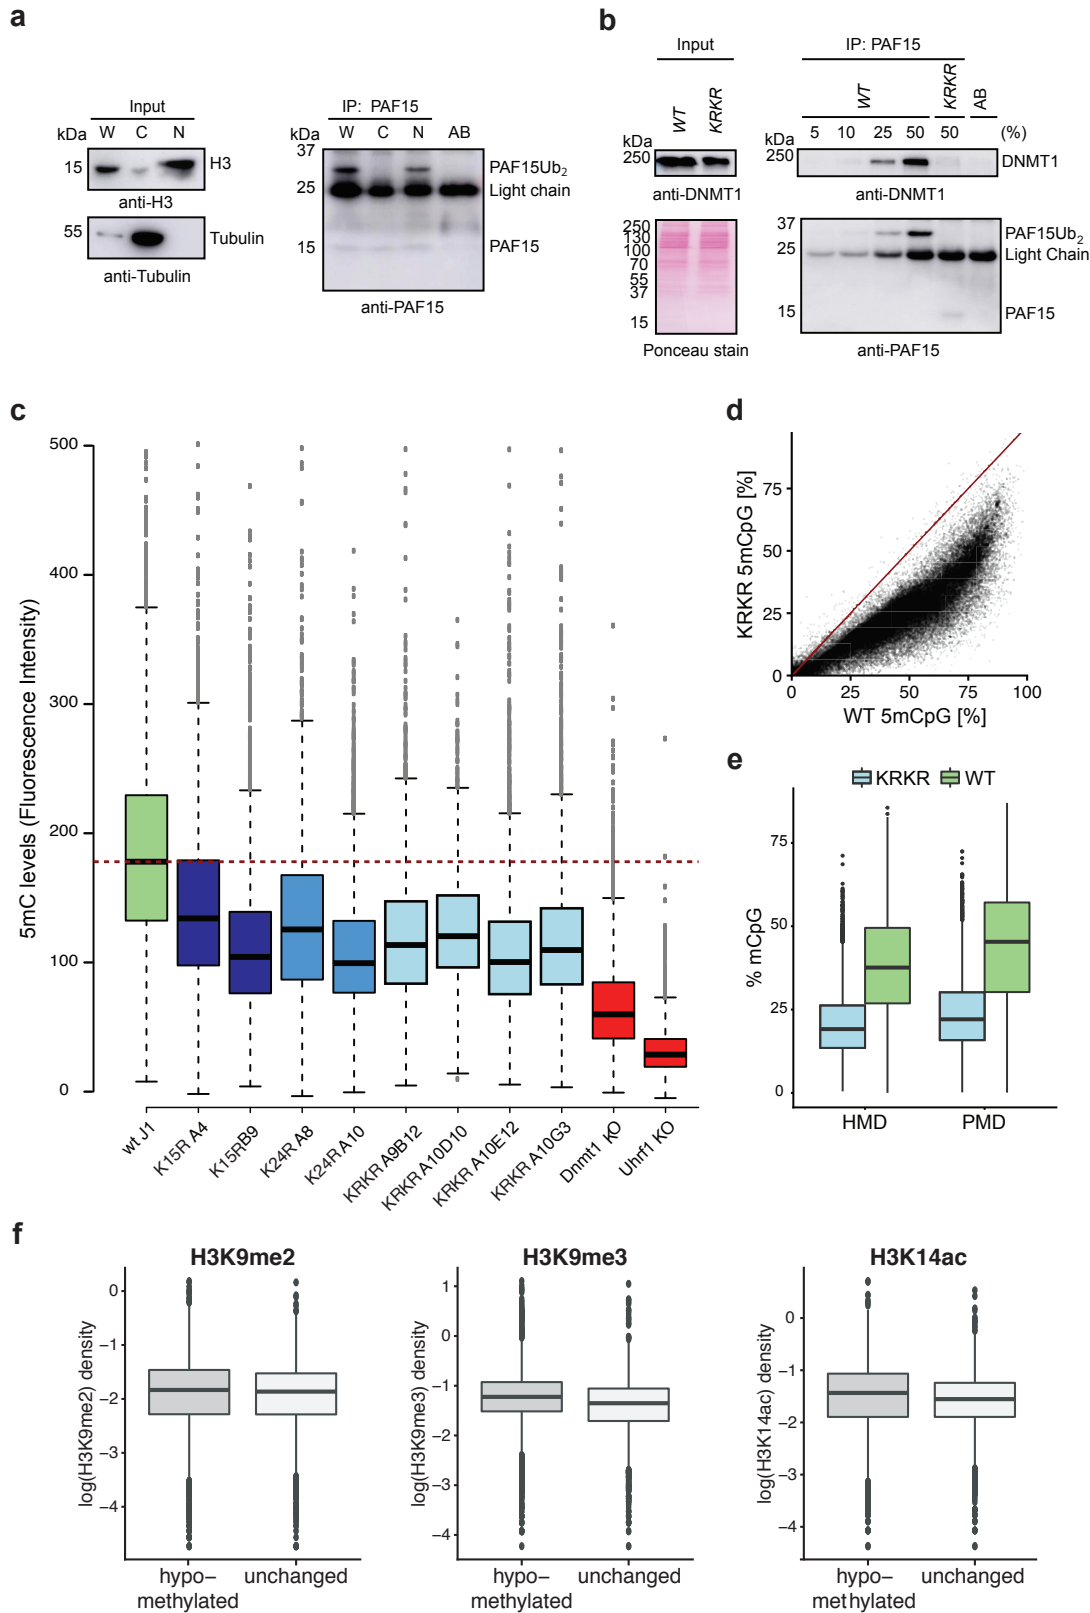 a
Input
kDa W C N
15 H3
anti-H3
55 Tubulin
anti-Tubulin
IP: PAF15
kDa W C N AB
37
PAF15Ub2
25 Light chain
15 PAF15
anti-PAF15
b
Input
WT KRKR
kDa
250
anti-DNMT1
250
130
100
70
55
37
15
Ponceau stain
IP: PAF15
WT KRKR AB
kDa 5 10 25 50 50 (%)
250 DNMT1
anti-DNMT1
37
PAF15Ub2
25 Light Chain
15 PAF15
anti-PAF15
c
5mC levels (Fluorescence Intensity)
500
400
300
200
100
0
wt J1
K15R A4
K15RB9
K24R A8
K24R A10
KRKR A9B12
KRKR A10D10
KRKR A10E12
KRKR A10G3
Dnmt1 KO
Uhrf1 KO
d
KRKR 5mCpG [%]
75
50
25
0
0 25 50 75 100
WT 5mCpG [%]
e
KRKR WT
% mCpG
75
50
25
0
HMD PMD
f
H3K9me2
log(H3K9me2) density
0
−1
−2
−3
−4
hypo− unchanged
methylated
H3K9me3
log(H3K9me3) density
1
0
−1
−2
−3
−4
hypo− unchanged
methylated
H3K14ac
log(H3K14ac) density
0
−1
−2
−3
−4
hypo− unchanged
methylated